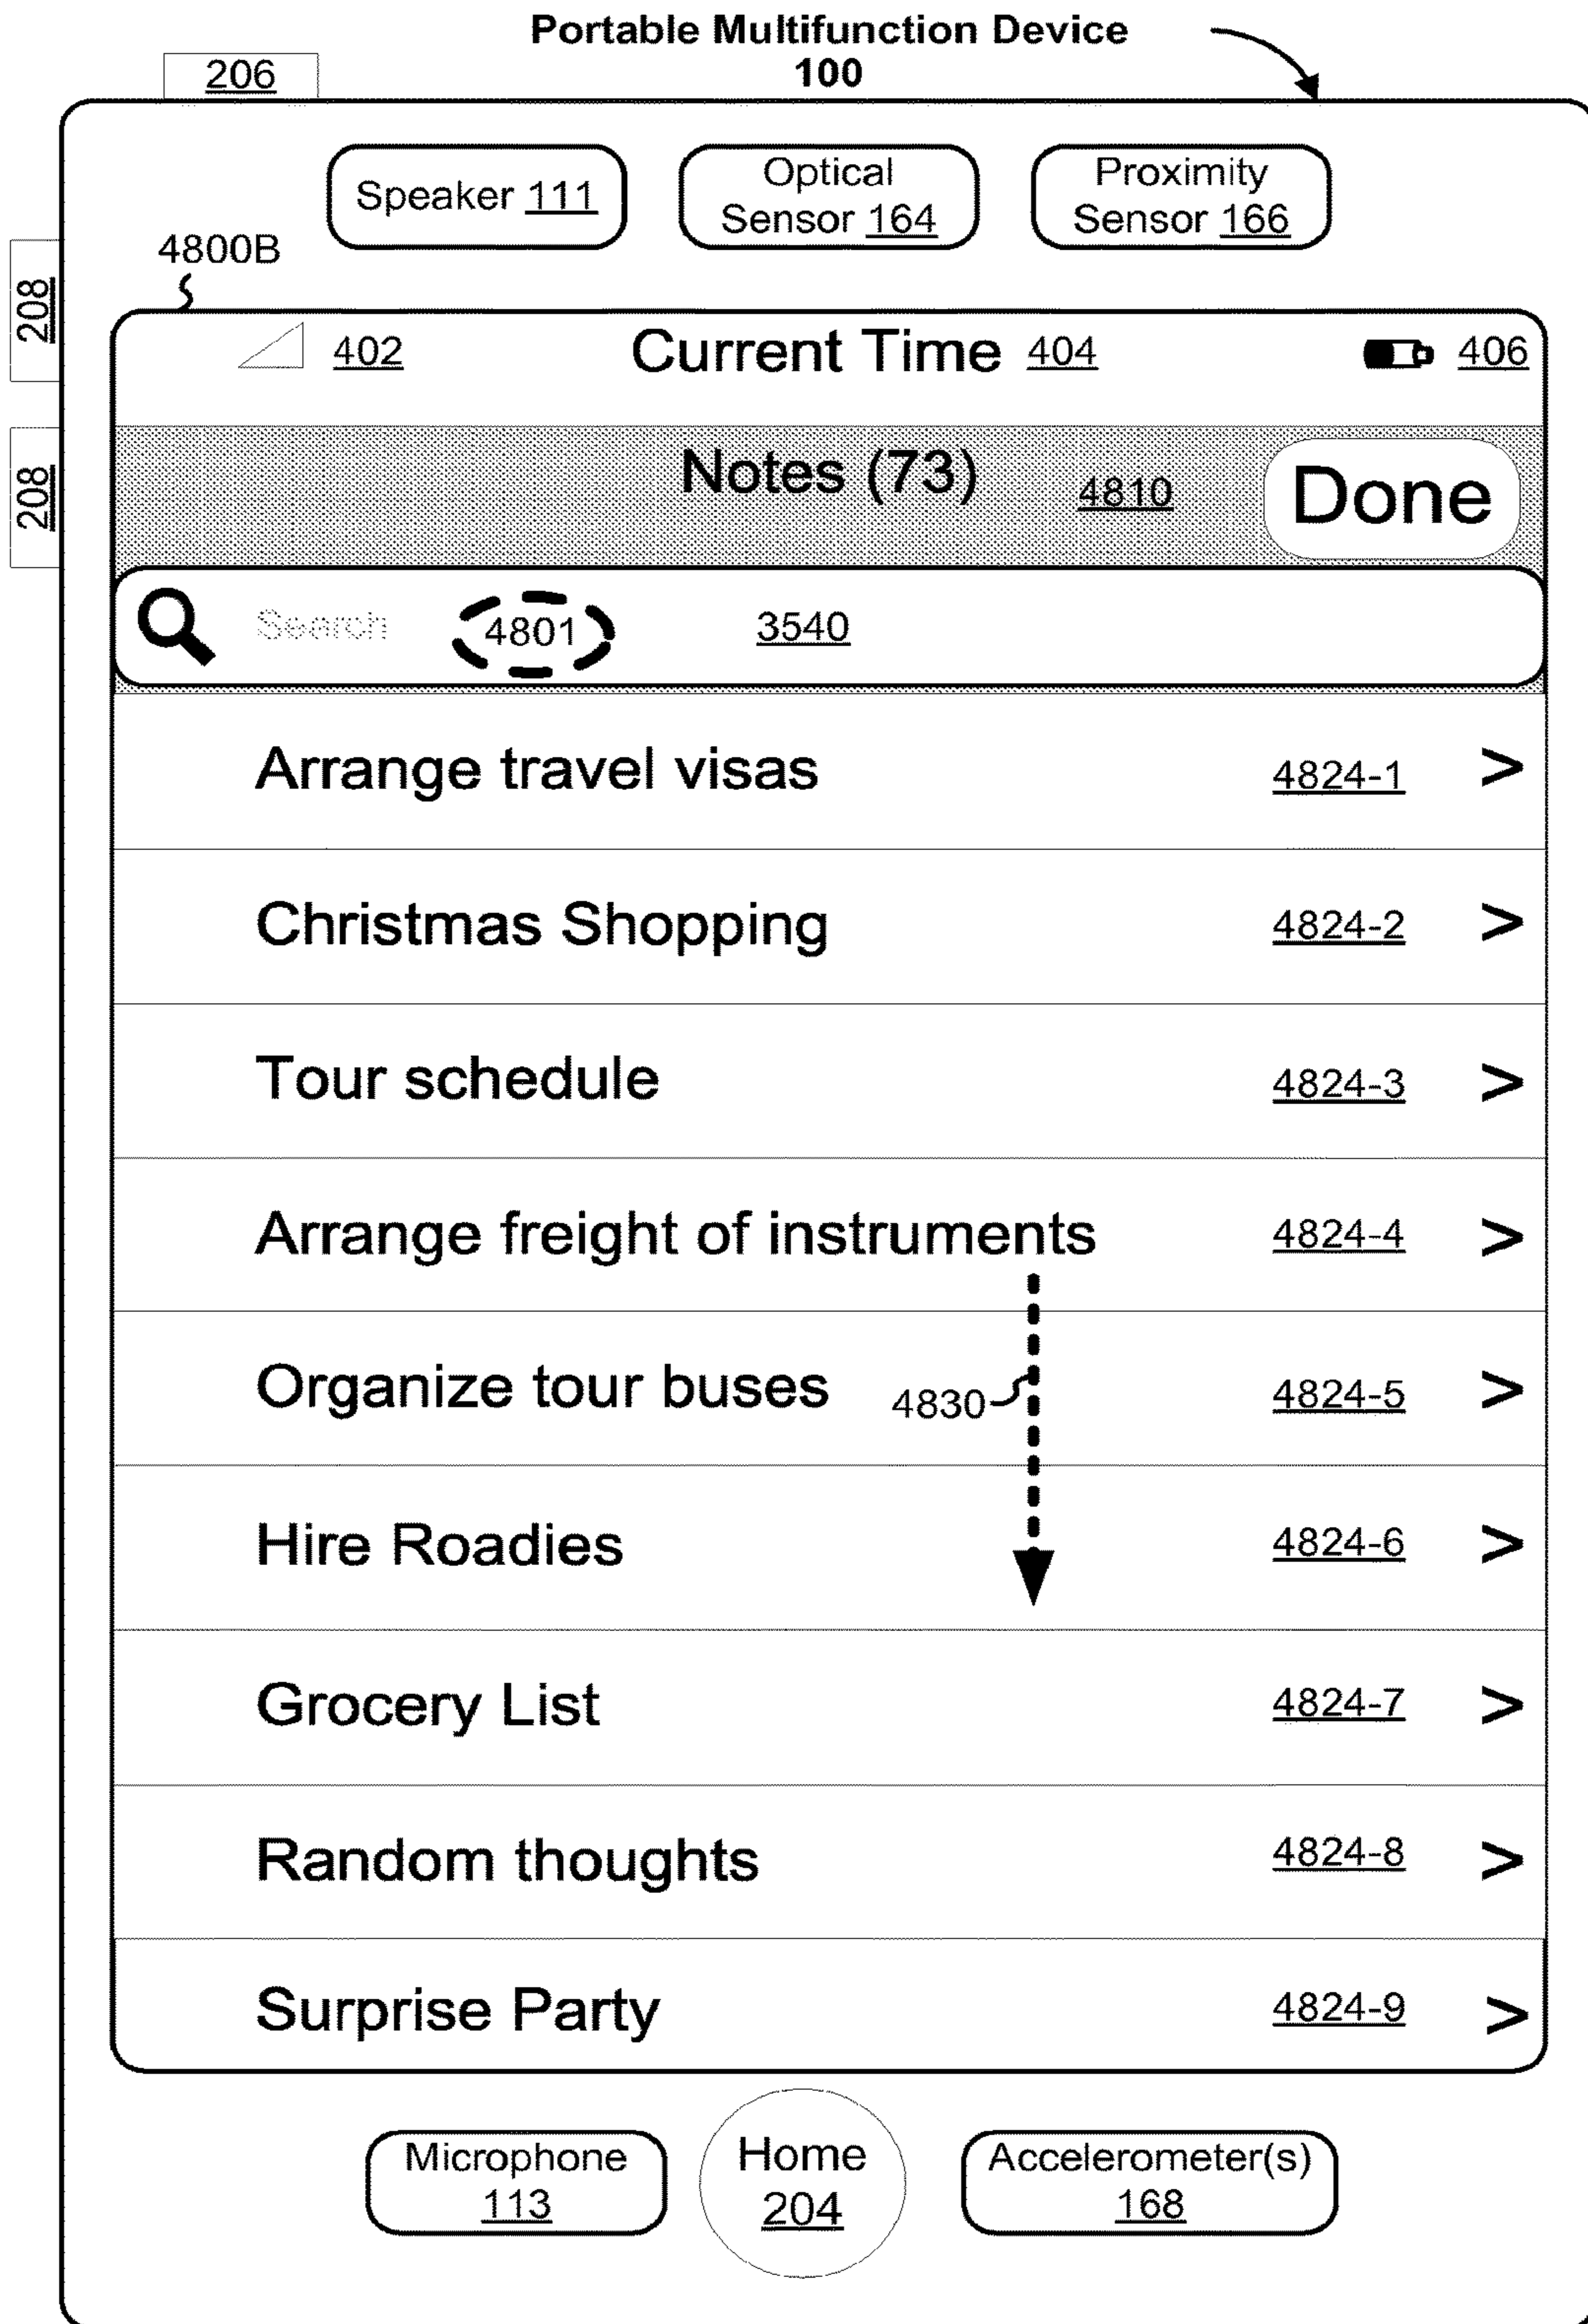 Portable Multifunction Device
100
206
Speaker 111
Optical
Sensor 164
Proximity
Sensor 166
4800B
208
208
402
Current Time 404
406
Notes (73)
4810
Done
Search
4801
3540
Arrange travel visas 4824-1 >
Christmas Shopping 4824-2 >
Tour schedule 4824-3 >
Arrange freight of instruments 4824-4 >
Organize tour buses 4830 4824-5 >
Hire Roadies 4824-6 >
Grocery List 4824-7 >
Random thoughts 4824-8 >
Surprise Party 4824-9 >
Microphone
113
Home
204
Accelerometer(s)
168